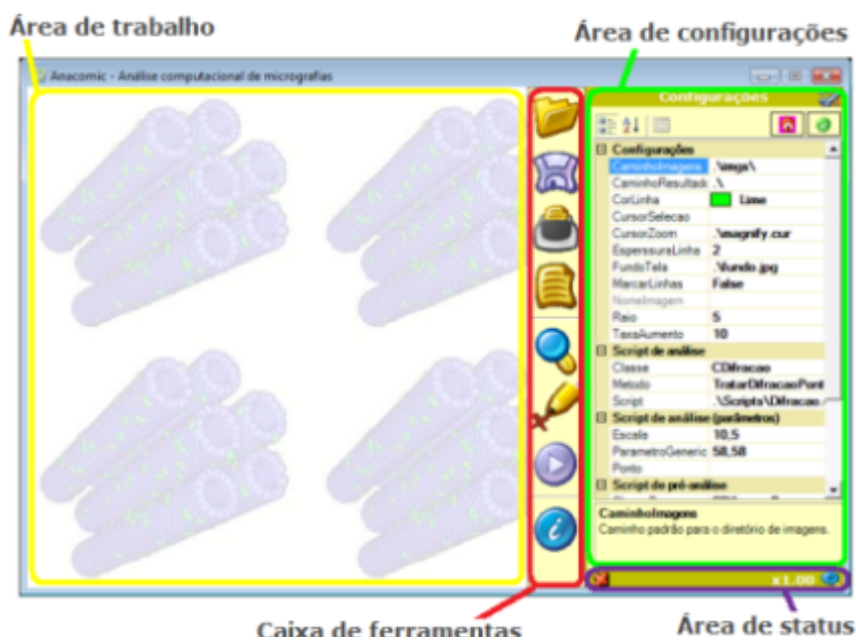 Área de trabalho
Área de configurações
Anacomic - Análise computacional de micrografias
Configurações
Configurações
CaminhoImagens .\imgs\
CaminhoResultado .\
CorLinha Lime
CursorSelecao
CursorZoom .\magnify.cur
EsperssuraLinha 2
FundoTela .\fundo.jpg
MarcarLinhas False
NomeImagem
Raio 5
TaxaAumento 10
Script de análise
Classe CDifracao
Metodo TratarDifracaoPont
Script .\Scripts\Difracao.
Script de análise (parâmetros)
Escala 10,5
ParametroGeneric 58,58
Ponto
Script de pré-análise
CaminhoImagens
Caminho padrão para o diretório de imagens.
x1.00
Caixa de ferramentas
Área de status